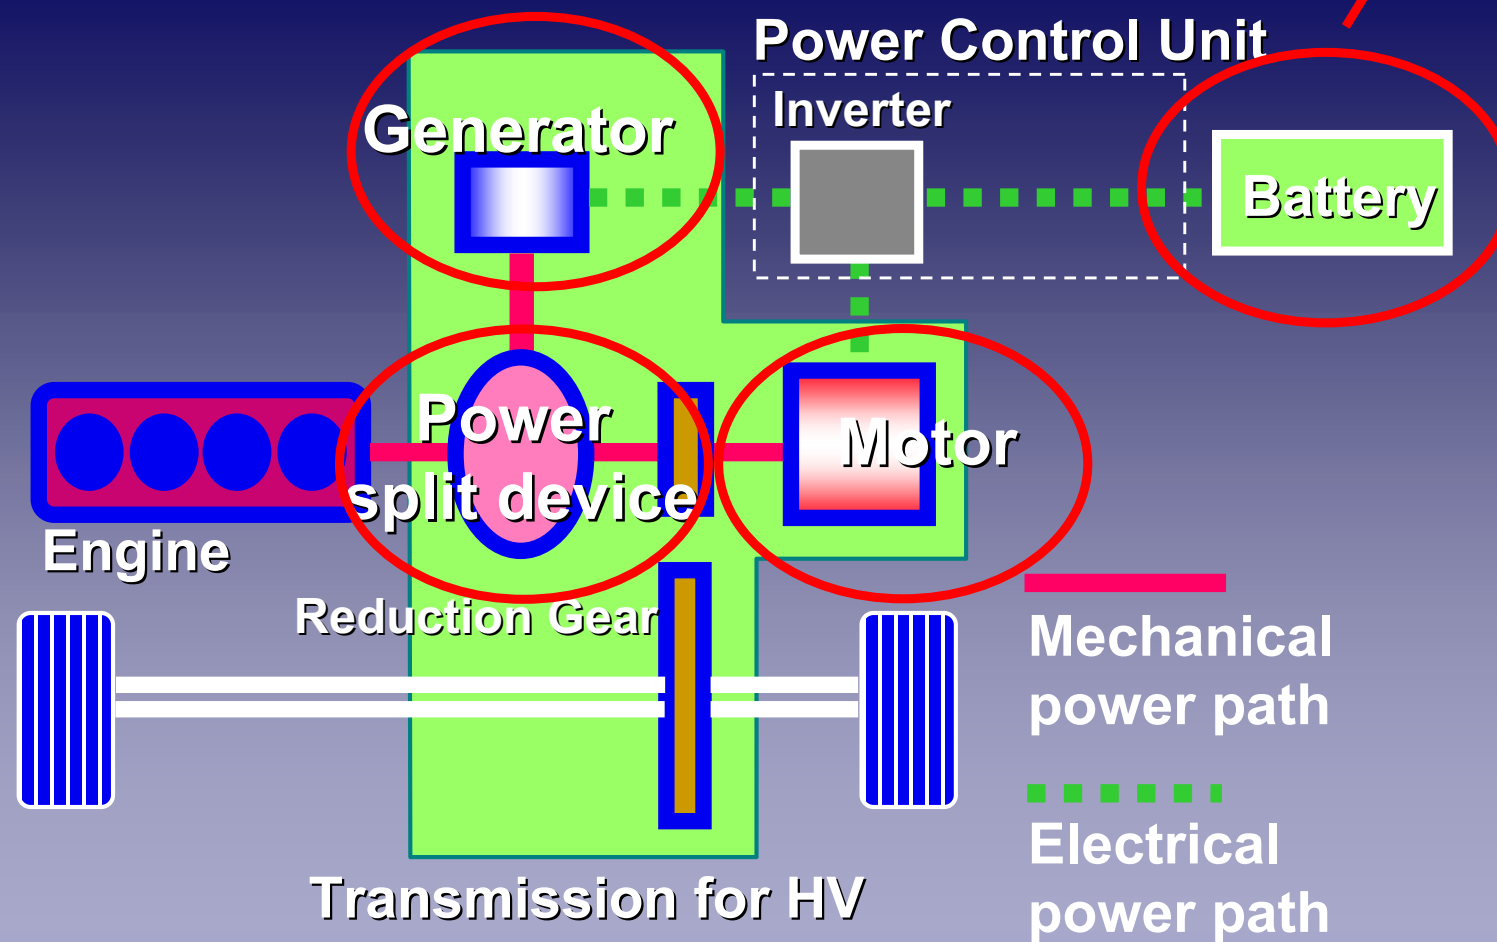 Power Control Unit
Inverter
Generator
Battery
Power
split device
Motor
Engine
Reduction Gear
Mechanical
power path
Electrical
power path
Transmission for HV